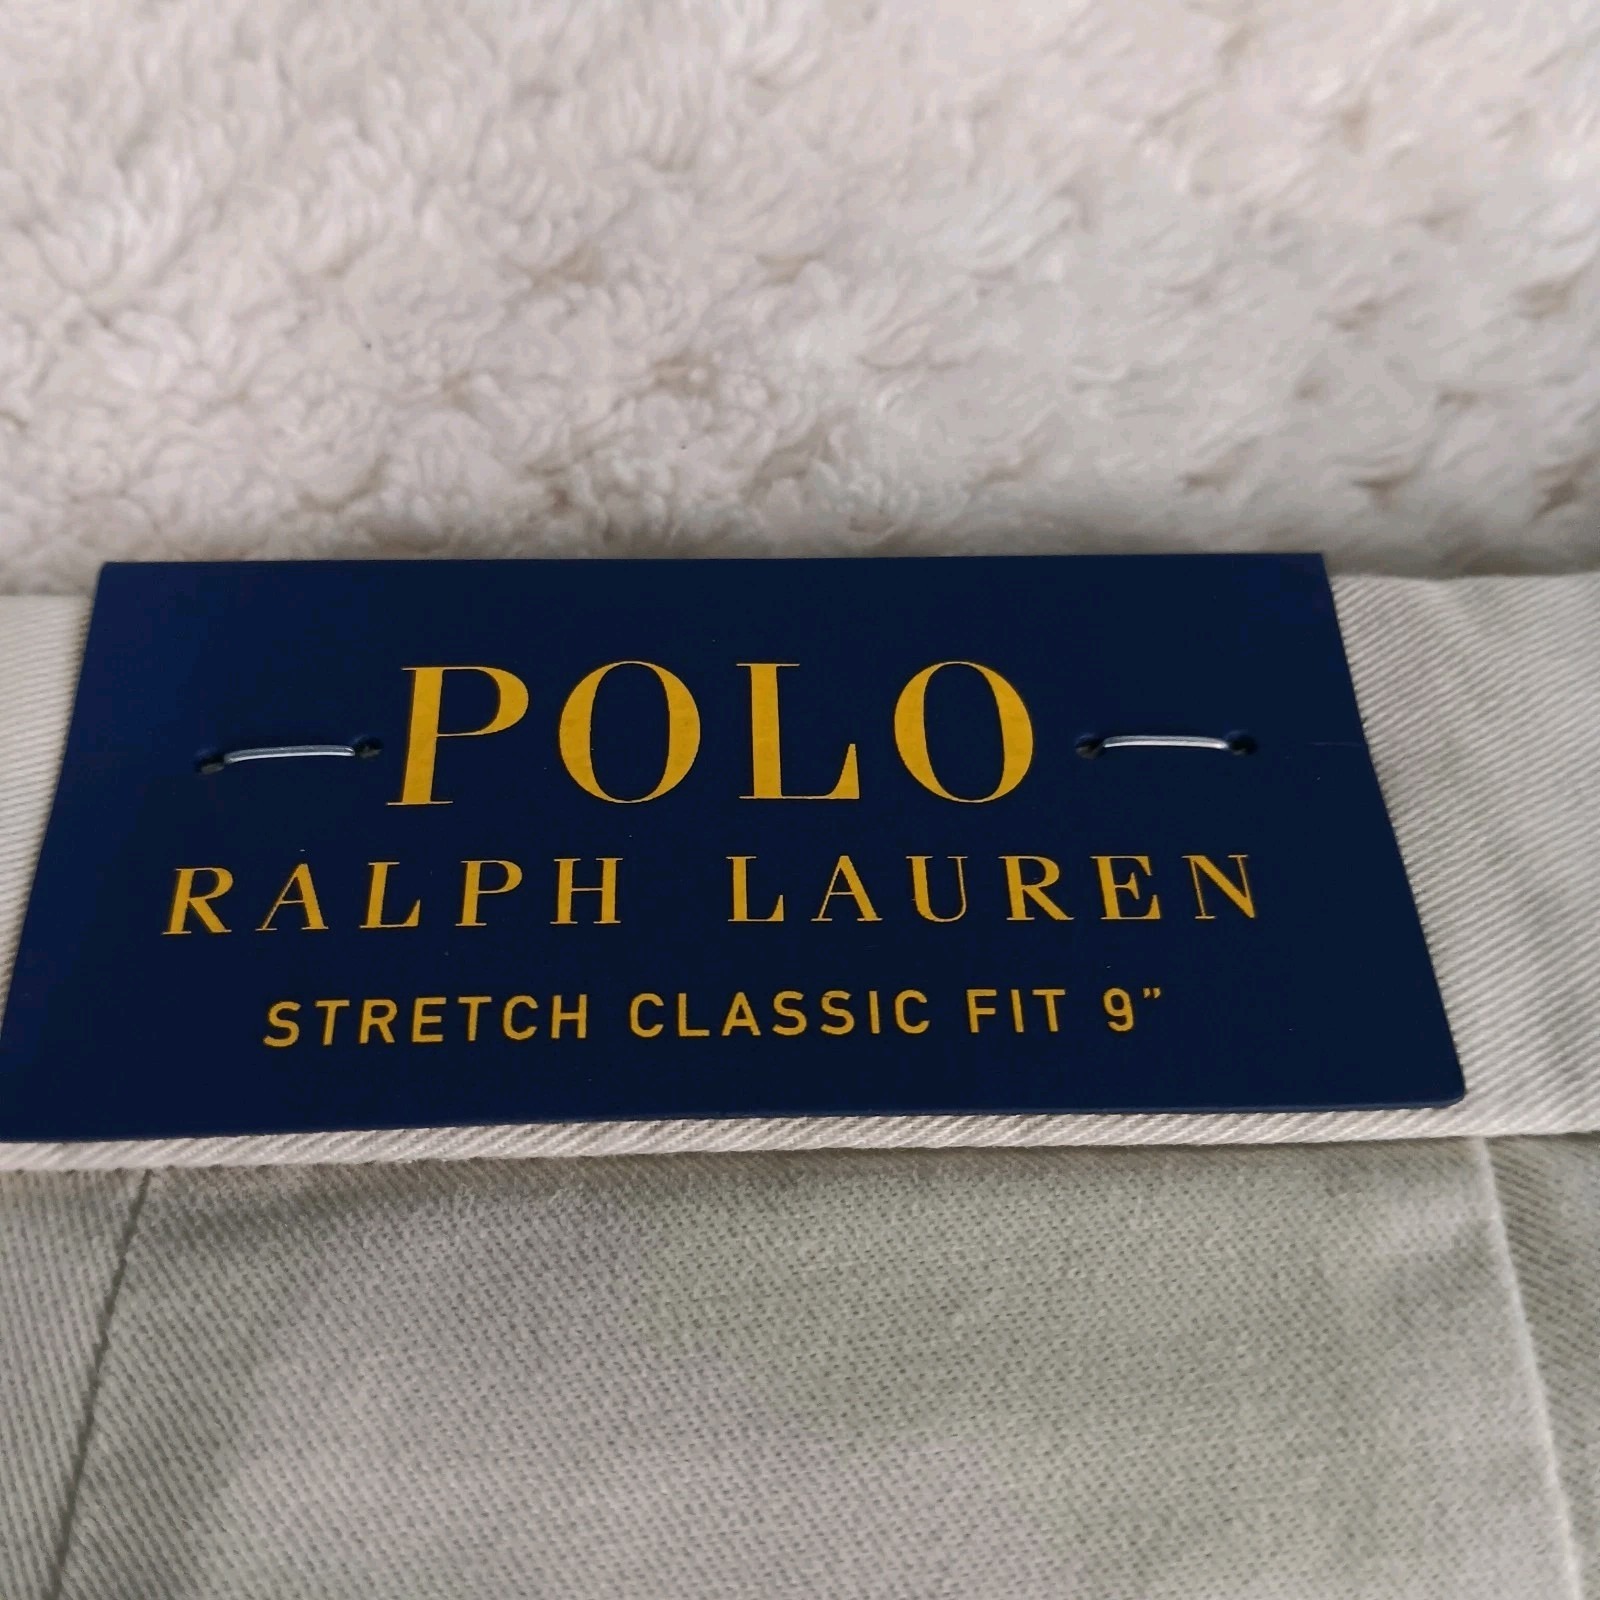 POLO
RALPH LAUREN
STRETCH CLASSIC FIT 9”